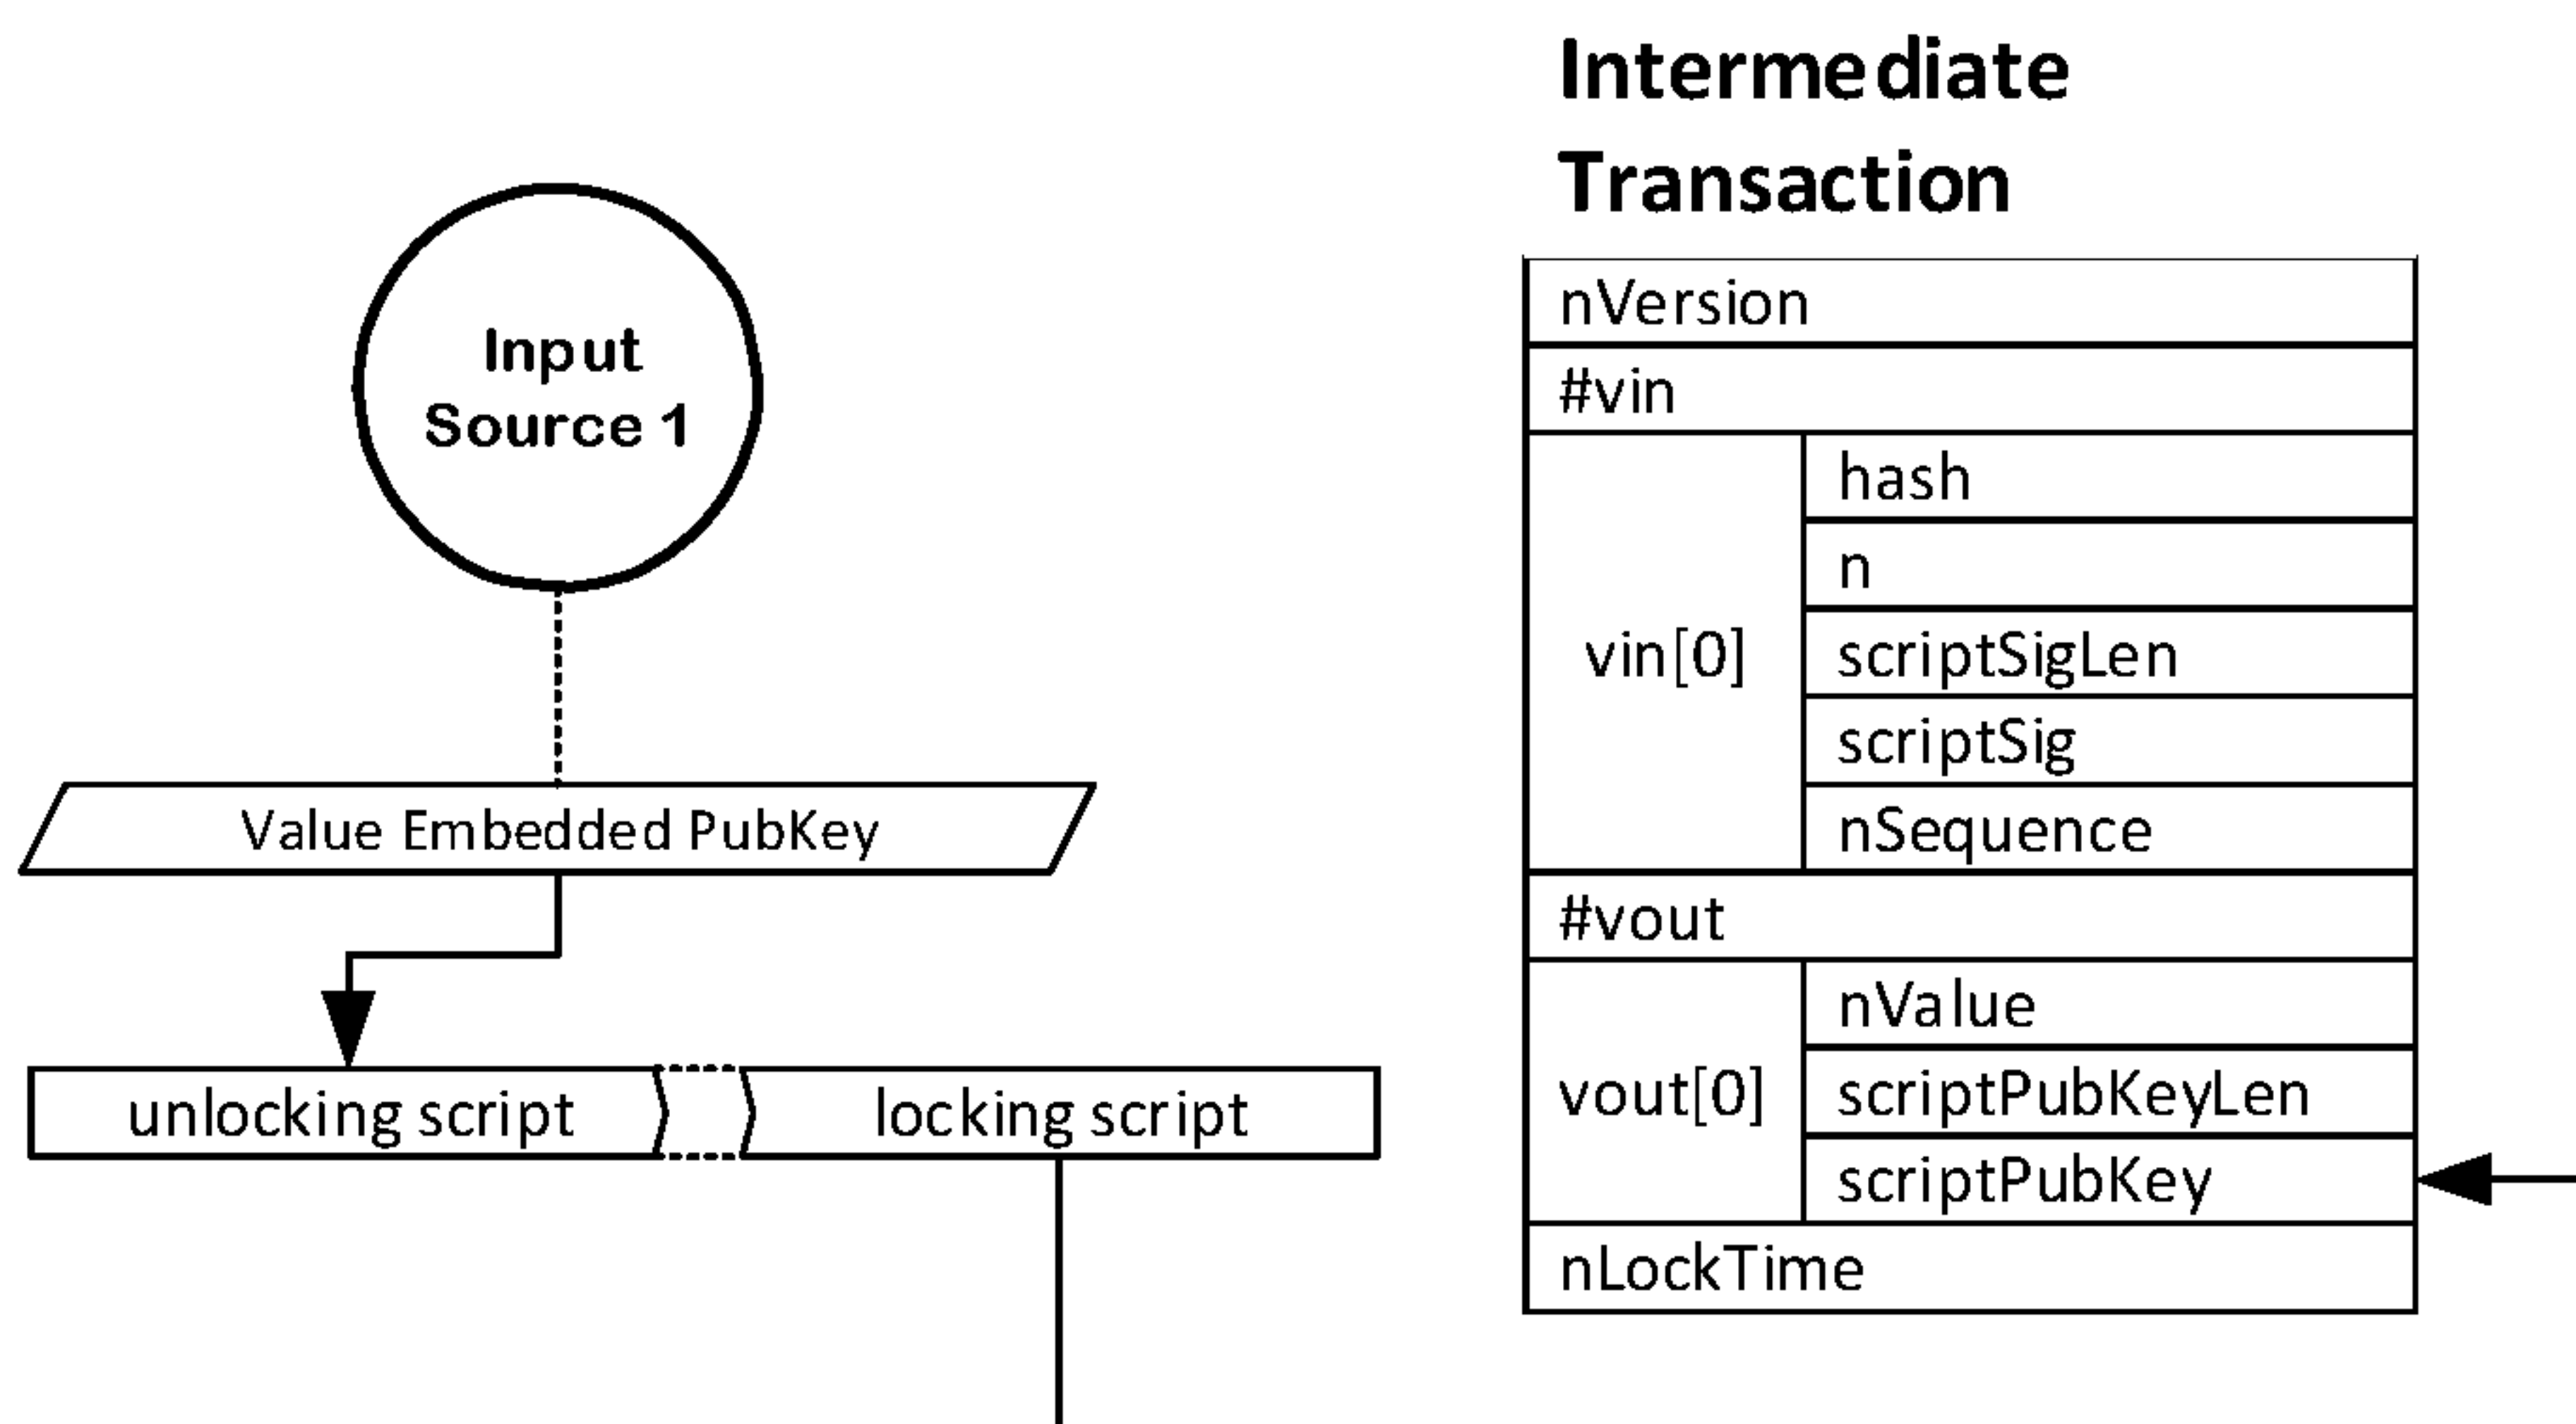 Input
Source 1
Value Embedded PubKey
unlocking script
locking script
Intermediate
Transaction
nVersion
#vin
vin[0]
hash
n
scriptSigLen
scriptSig
nSequence
#vout
vout[0]
nValue
scriptPubKeyLen
scriptPubKey
nLockTime